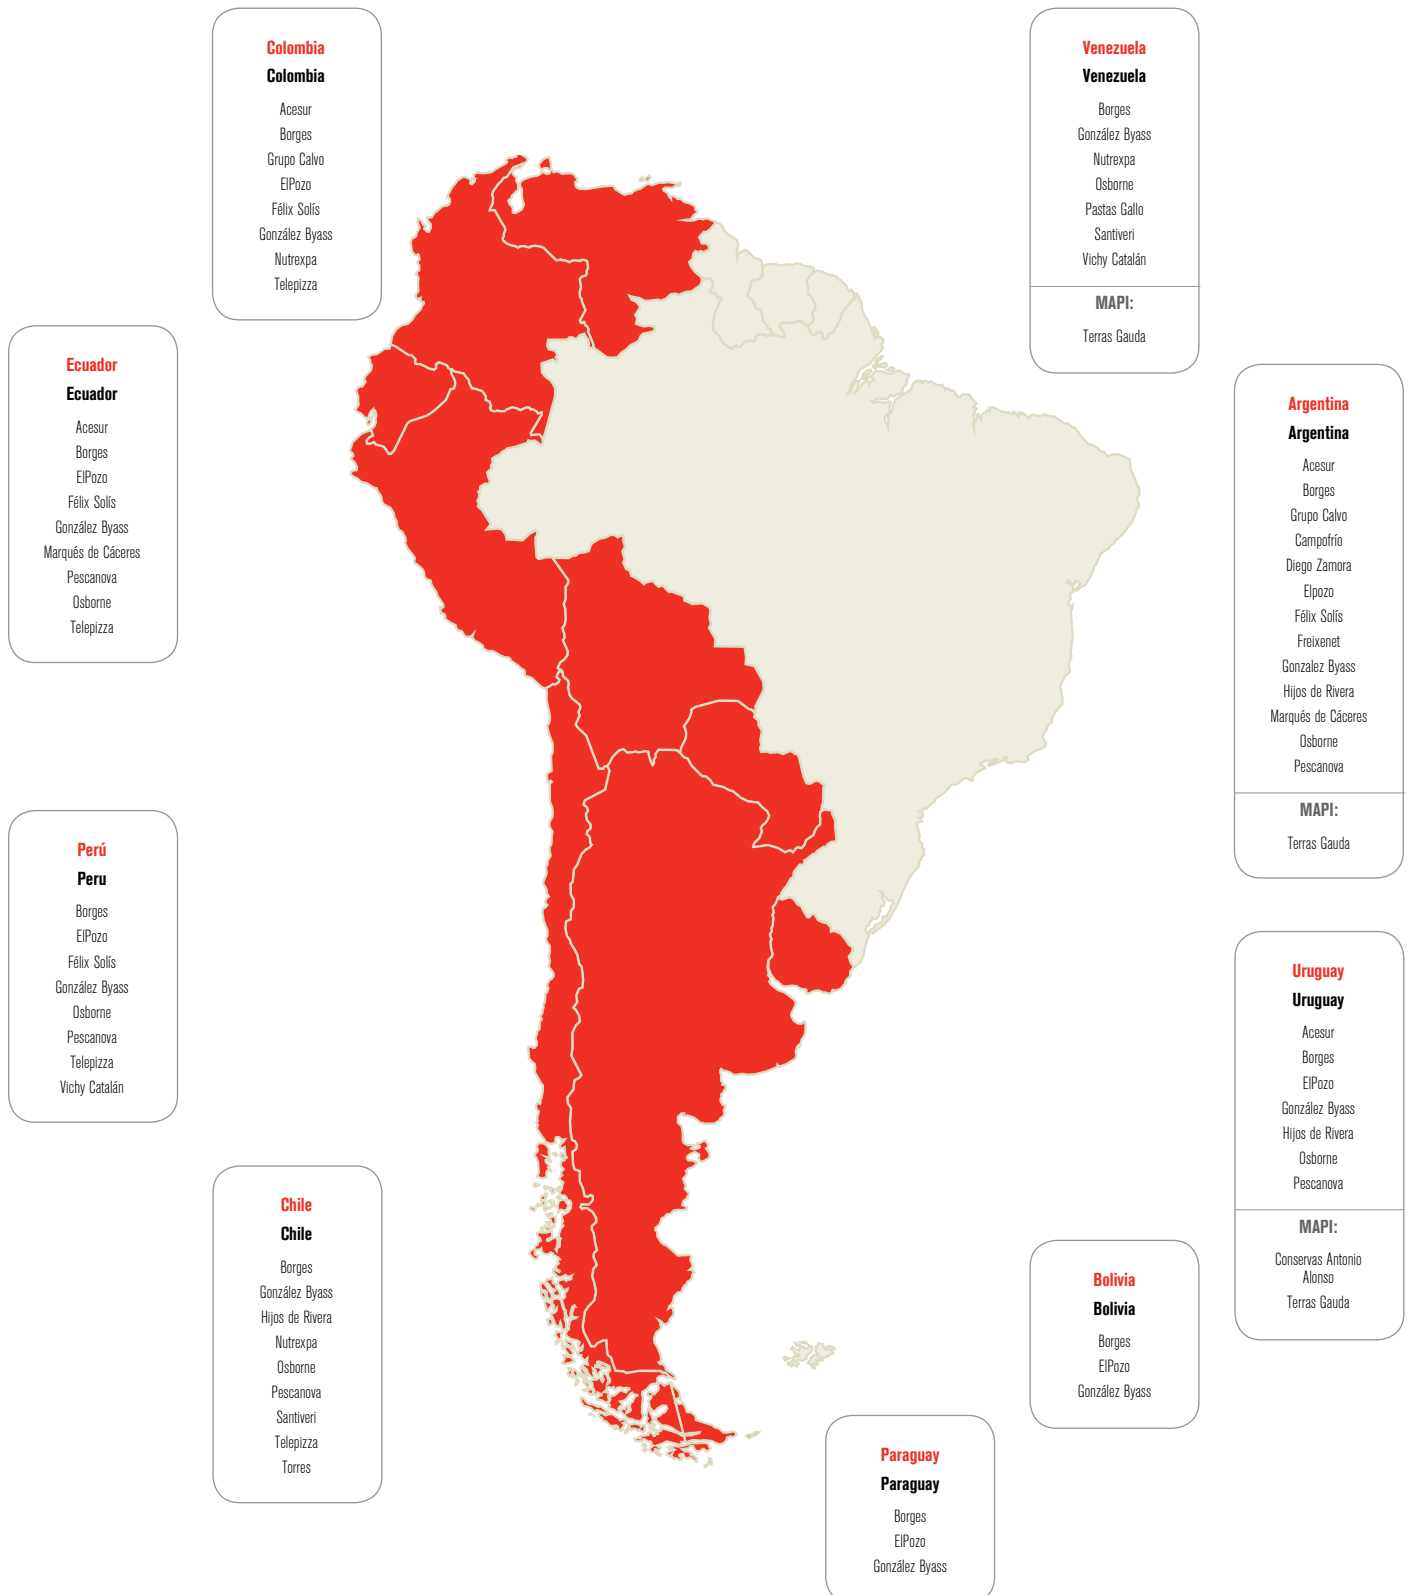 Colombia
Colombia
Acesur
Borges
Grupo Calvo
ElPozo
Félix Solís
González Byass
Nutrexpa
Telepizza
Venezuela
Venezuela
Borges
González Byass
Nutrexpa
Osborne
Pastas Gallo
Santiveri
Vichy Catalán
MAPI:
Terras Gauda
Ecuador
Ecuador
Acesur
Borges
ElPozo
Félix Solís
González Byass
Marqués de Cáceres
Pescanova
Osborne
Telepizza
Argentina
Argentina
Acesur
Borges
Grupo Calvo
Campofrío
Diego Zamora
Elpozo
Félix Solís
Freixenet
Gonzalez Byass
Hijos de Rivera
Marqués de Cáceres
Osborne
Pescanova
MAPI:
Terras Gauda
Perú
Peru
Borges
ElPozo
Félix Solís
González Byass
Osborne
Pescanova
Telepizza
Vichy Catalán
Uruguay
Uruguay
Acesur
Borges
ElPozo
González Byass
Hijos de Rivera
Osborne
Pescanova
MAPI:
Conservas Antonio
Alonso
Terras Gauda
Chile
Chile
Borges
González Byass
Hijos de Rivera
Nutrexpa
Osborne
Pescanova
Santiveri
Telepizza
Torres
Bolivia
Bolivia
Borges
ElPozo
González Byass
Paraguay
Paraguay
Borges
ElPozo
González Byass